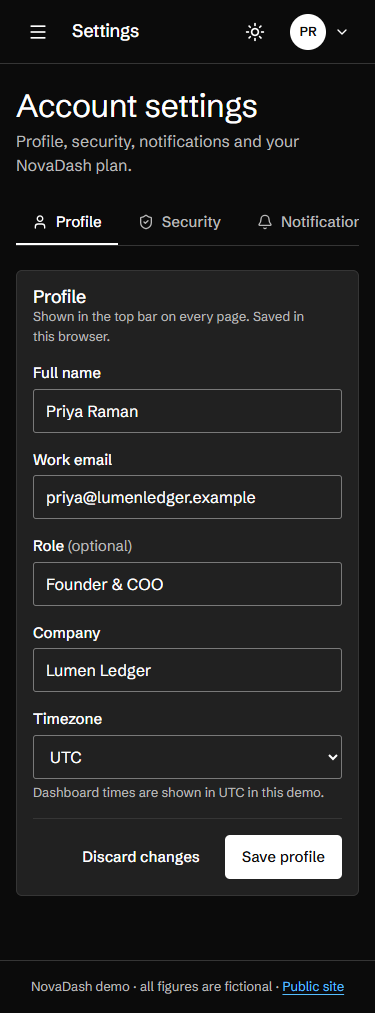 Settings
PR
Account settings
Profile, security, notifications and your
NovaDash plan.
Profile
Security
Notification
Profile
Shown in the top bar on every page. Saved in
this browser.
Full name
Priya Raman
Work email
priya@lumenledger.example
Role (optional)
Founder & COO
Company
Lumen Ledger
Timezone
UTC
Dashboard times are shown in UTC in this demo.
Discard changes
Save profile
NovaDash demo · all figures are fictional · Public site